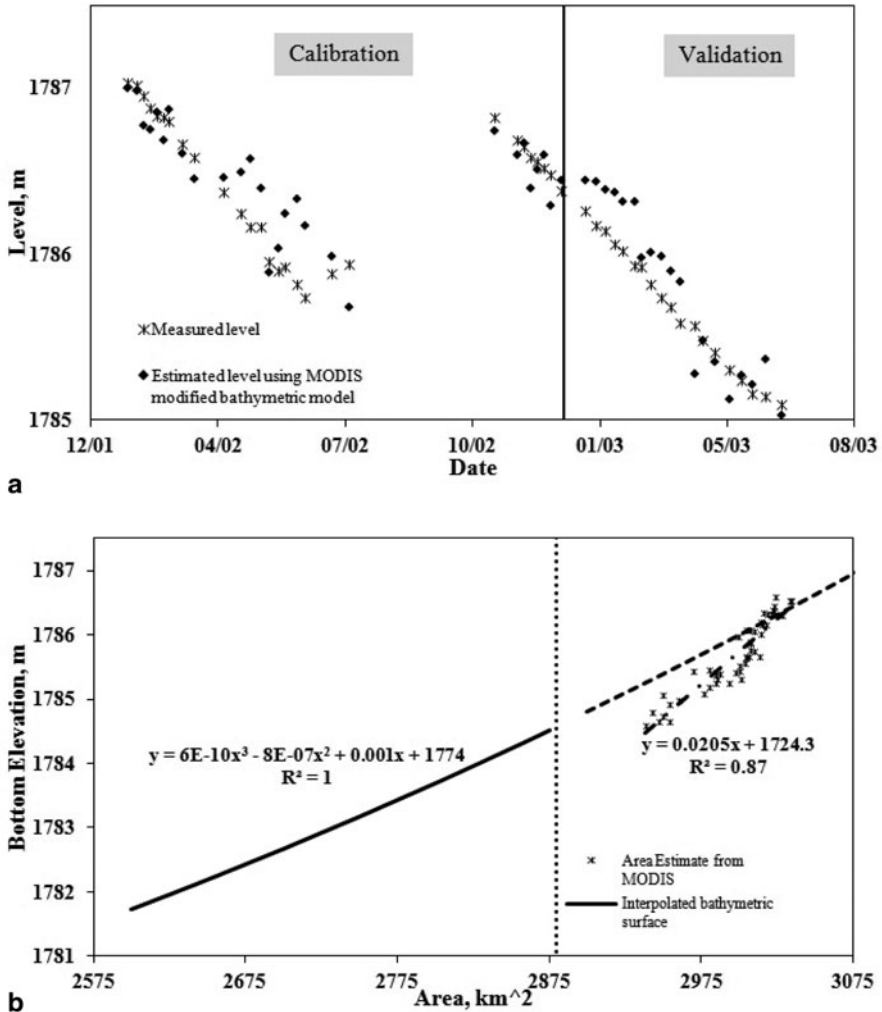 Calibration
Validation
1787
1786
1785
Level, m
Measured level
Estimated level using MODIS
modified bathymetric model
12/01
04/02
07/02
10/02
01/03
05/03
08/03
Date
a
1787
1786
1785
1784
1783
1782
1781
Bottom Elevation, m
y = 6E-10x³ - 8E-07x² + 0.001x + 1774
R² = 1
y = 0.0205x + 1724.3
R² = 0.87
Area Estimate from
MODIS
Interpolated bathymetric
surface
2575
2675
2775
2875
2975
3075
Area, km^2
b